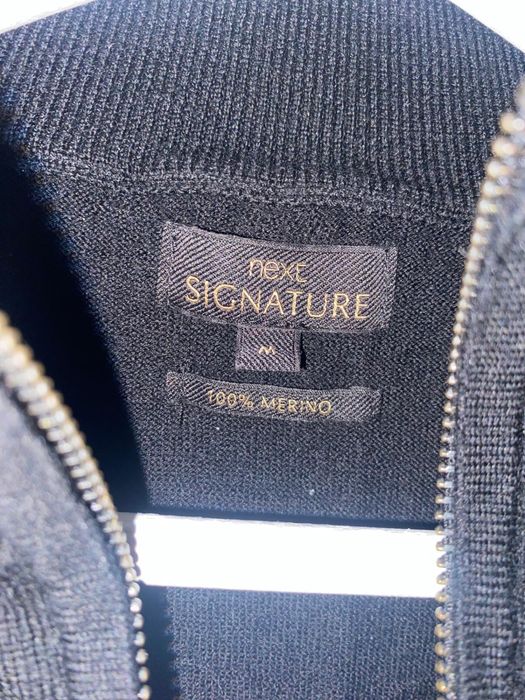 next
SIGNATURE
M
100% MERINO